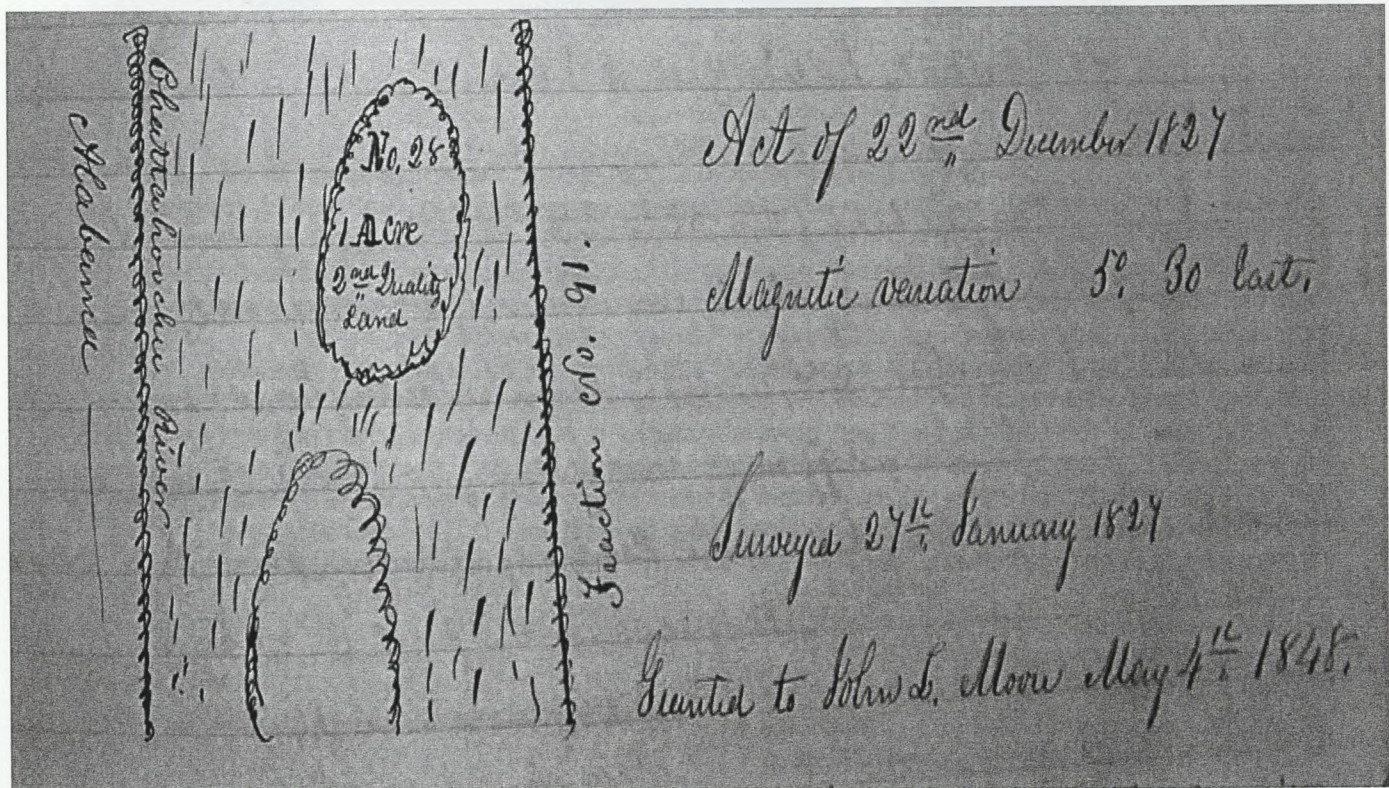 Alabama
Chattahoochee River
No. 28
1 Acre
2nd Quality
Land
Fraction No. 91.
Act of 22nd December 1827
Magnetic variation 5°. 30 East.
Surveyed 27th January 1827
Granted to John S. Moore May 4th 1848.